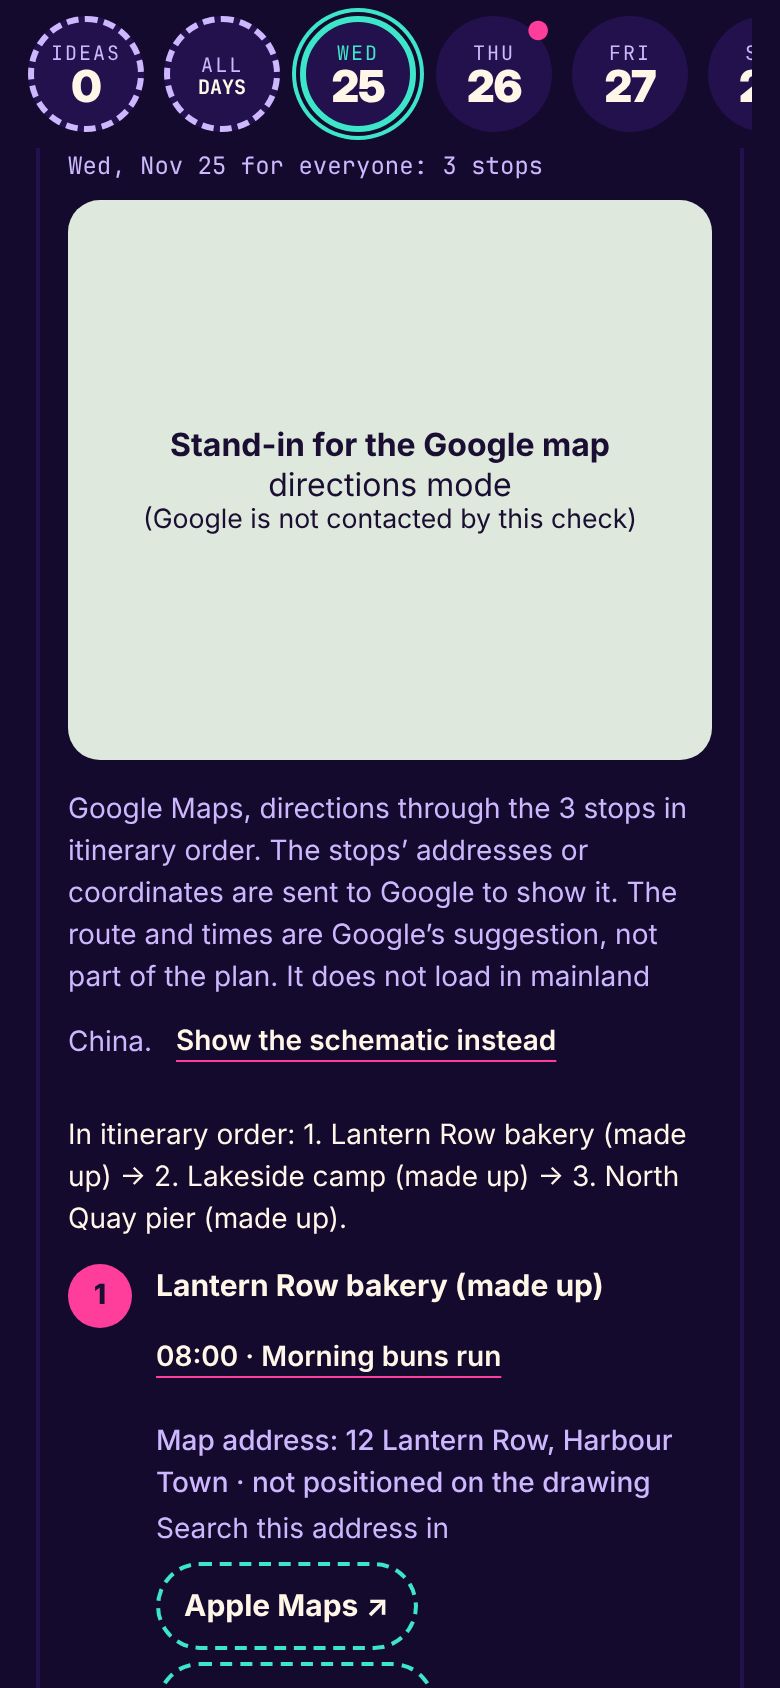 IDEAS
0
ALL
DAYS
WED
25
THU
26
FRI
27
Wed, Nov 25 for everyone: 3 stops
Stand-in for the Google map
directions mode
(Google is not contacted by this check)
Google Maps, directions through the 3 stops in
itinerary order. The stops’ addresses or
coordinates are sent to Google to show it. The
route and times are Google’s suggestion, not
part of the plan. It does not load in mainland
China. Show the schematic instead
In itinerary order: 1. Lantern Row bakery (made
up) → 2. Lakeside camp (made up) → 3. North
Quay pier (made up).
1 Lantern Row bakery (made up)
08:00 · Morning buns run
Map address: 12 Lantern Row, Harbour
Town · not positioned on the drawing
Search this address in
Apple Maps ↗